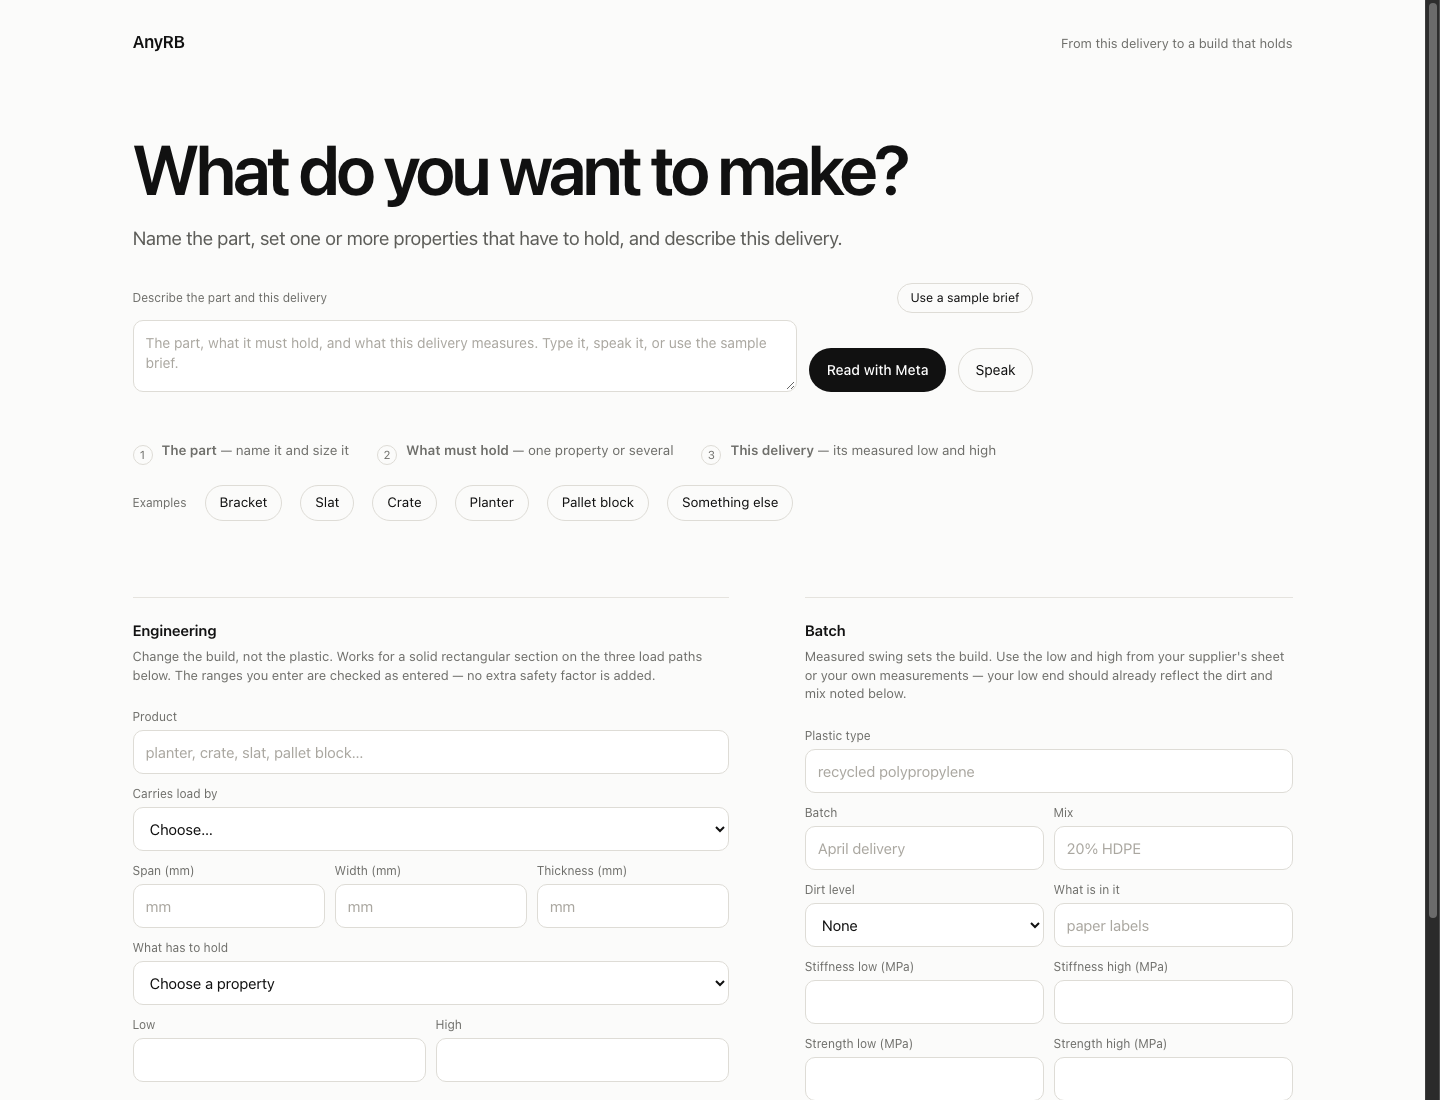 AnyRB
From this delivery to a build that holds
What do you want to make?
Name the part, set one or more properties that have to hold, and describe this delivery.
Describe the part and this delivery
Use a sample brief
The part, what it must hold, and what this delivery measures. Type it, speak it, or use the sample
brief.
Read with Meta
Speak
1 The part — name it and size it
2 What must hold — one property or several
3 This delivery — its measured low and high
Examples
Bracket
Slat
Crate
Planter
Pallet block
Something else
Engineering
Change the build, not the plastic. Works for a solid rectangular section on the three load paths
below. The ranges you enter are checked as entered — no extra safety factor is added.
Product
planter, crate, slat, pallet block...
Carries load by
Choose...
Span (mm)
Width (mm)
Thickness (mm)
mm
mm
mm
What has to hold
Choose a property
Low
High
Batch
Measured swing sets the build. Use the low and high from your supplier's sheet
or your own measurements — your low end should already reflect the dirt and
mix noted below.
Plastic type
recycled polypropylene
Batch
Mix
April delivery
20% HDPE
Dirt level
What is in it
None
paper labels
Stiffness low (MPa)
Stiffness high (MPa)
Strength low (MPa)
Strength high (MPa)